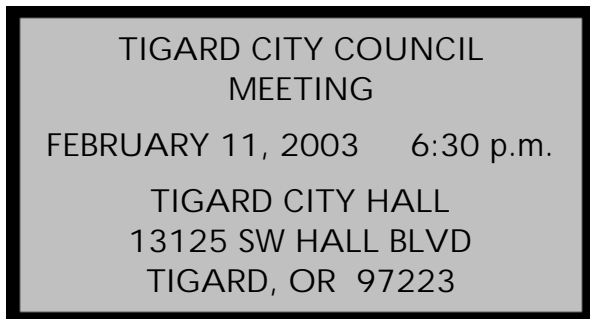 TIGARD CITY COUNCIL
MEETING
FEBRUARY 11, 2003 6:30 p.m.
TIGARD CITY HALL
13125 SW HALL BLVD
TIGARD, OR 97223